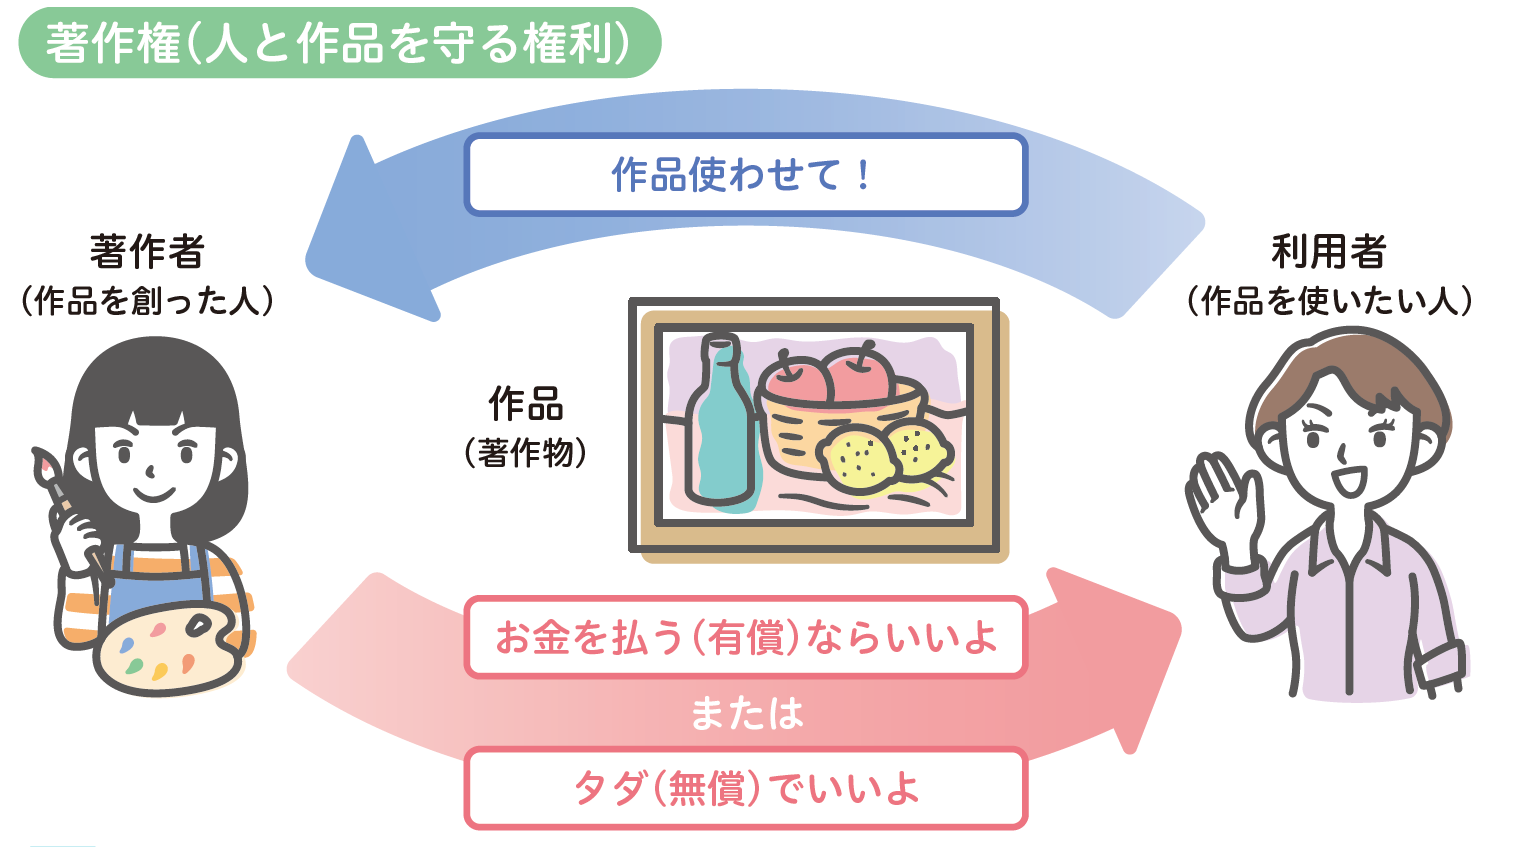 著作権(人と作品を守る権利)
作品使わせて！
著作者
(作品を創った人)
利用者
(作品を使いたい人)
作品
(著作物)
お金を払う(有償)ならいいよ
または
タダ(無償)でいいよ